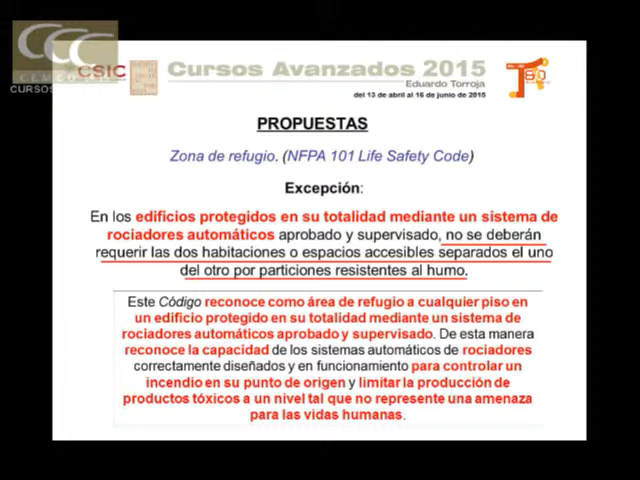 CCC
CSIC
CURSOS
Cursos Avanzados 2015
Eduardo Torroja
del 13 de abril al 16 de junio de 2015
PROPUESTAS
Zona de refugio. (NFPA 101 Life Safety Code)
Excepción:
En los edificios protegidos en su totalidad mediante un sistema de
rociadores automáticos aprobado y supervisado, no se deberán
requerir las dos habitaciones o espacios accesibles separados el uno
del otro por particiones resistentes al humo.
Este Código reconoce como área de refugio a cualquier piso en
un edificio protegido en su totalidad mediante un sistema de
rociadores automáticos aprobado y supervisado. De esta manera
reconoce la capacidad de los sistemas automáticos de rociadores
correctamente diseñados y en funcionamiento para controlar un
incendio en su punto de origen y limitar la producción de
productos tóxicos a un nivel tal que no represente una amenaza
para las vidas humanas.